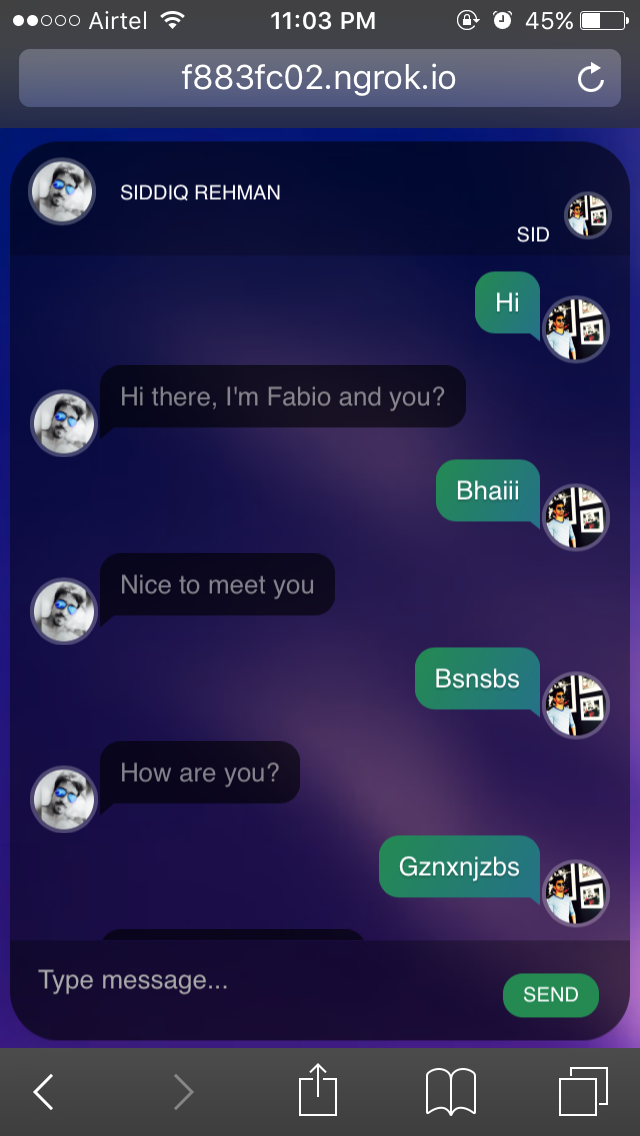 Airtel 11:03 PM 45%
f883fc02.ngrok.io
SIDDIQ REHMAN
SID
Hi
Hi there, I'm Fabio and you?
Bhaiii
Nice to meet you
Bsnsbs
How are you?
Gznxnjzbs
Type message...
SEND